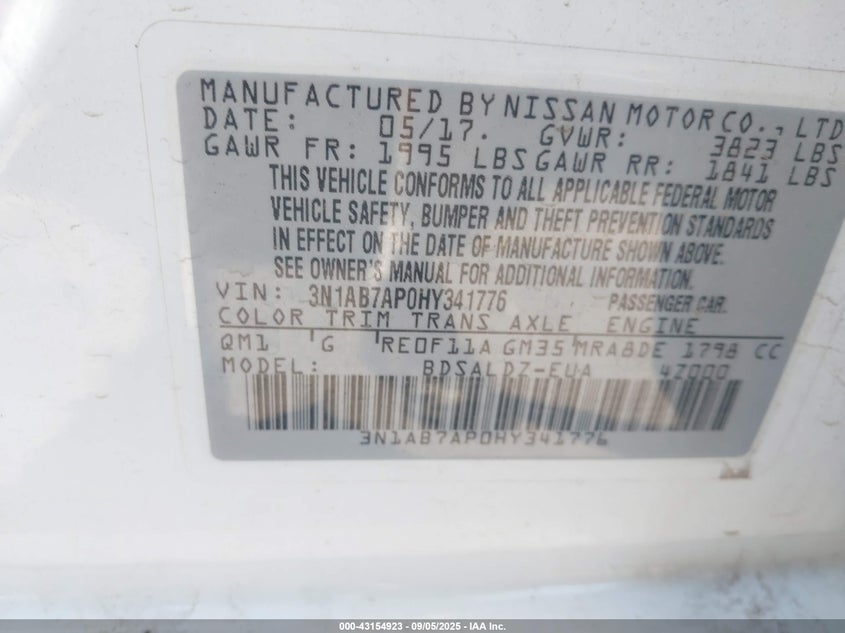 MANUFACTURED BY NISSAN MOTOR CO., LTD
DATE: 05/17. GVWR: 3823 LBS
GAWR FR: 1995 LBS GAWR RR: 1841 LBS
THIS VEHICLE CONFORMS TO ALL APPLICABLE FEDERAL MOTOR
VEHICLE SAFETY, BUMPER AND THEFT PREVENTION STANDARDS
IN EFFECT ON THE DATE OF MANUFACTURE SHOWN ABOVE.
SEE OWNER'S MANUAL FOR ADDITIONAL INFORMATION.
VIN: 3N1AB7AP0HY341776 PASSENGER CAR.
COLOR TRIM TRANS AXLE ENGINE
QM1 'G 'RE0F11A GM35 'MRA8DE 1798 CC
MODEL: BDSALDZ-EUA 4Z000
3N1AB7AP0HY341776
000-43154923 - 09/05/2025 - IAA Inc.